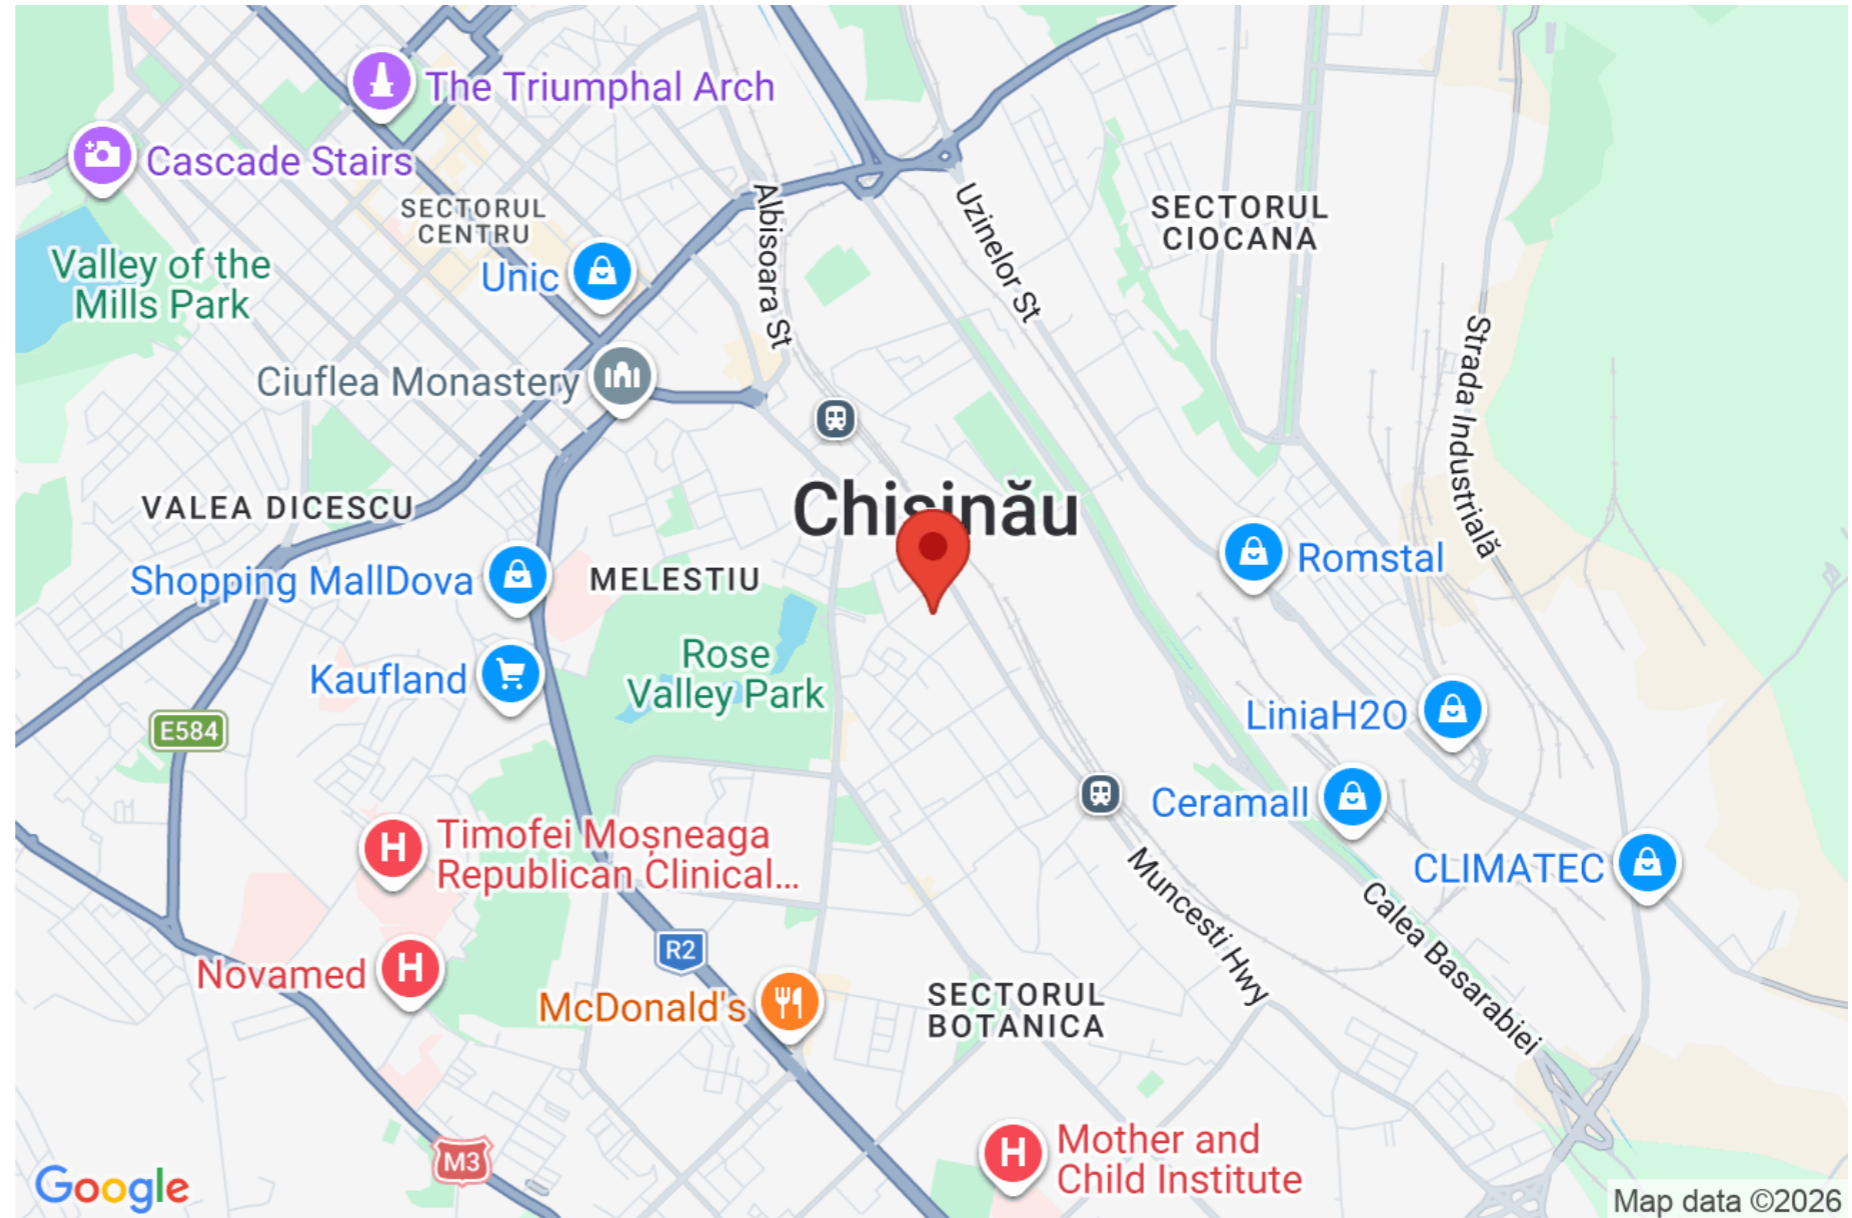 The Triumphal Arch
Cascade Stairs
SECTORUL
CENTRU
Albisoara St
Uzinelor St
SECTORUL
CIOCANA
Valley of the
Mills Park
Unic
Strada Industrială
Ciuflea Monastery
Chișinău
VALEA DICESCU
Shopping MallDova
MELESTIU
Romstal
Rose
Valley Park
Kaufland
E584
LiniaH2O
Ceramall
Timofei Moșneaga
Republican Clinical...
Muncesti Hwy
CLIMATEC
Calea Basarabiei
R2
Novamed
McDonald's
SECTORUL
BOTANICA
Mother and
Child Institute
M3
Google
Map data ©2026